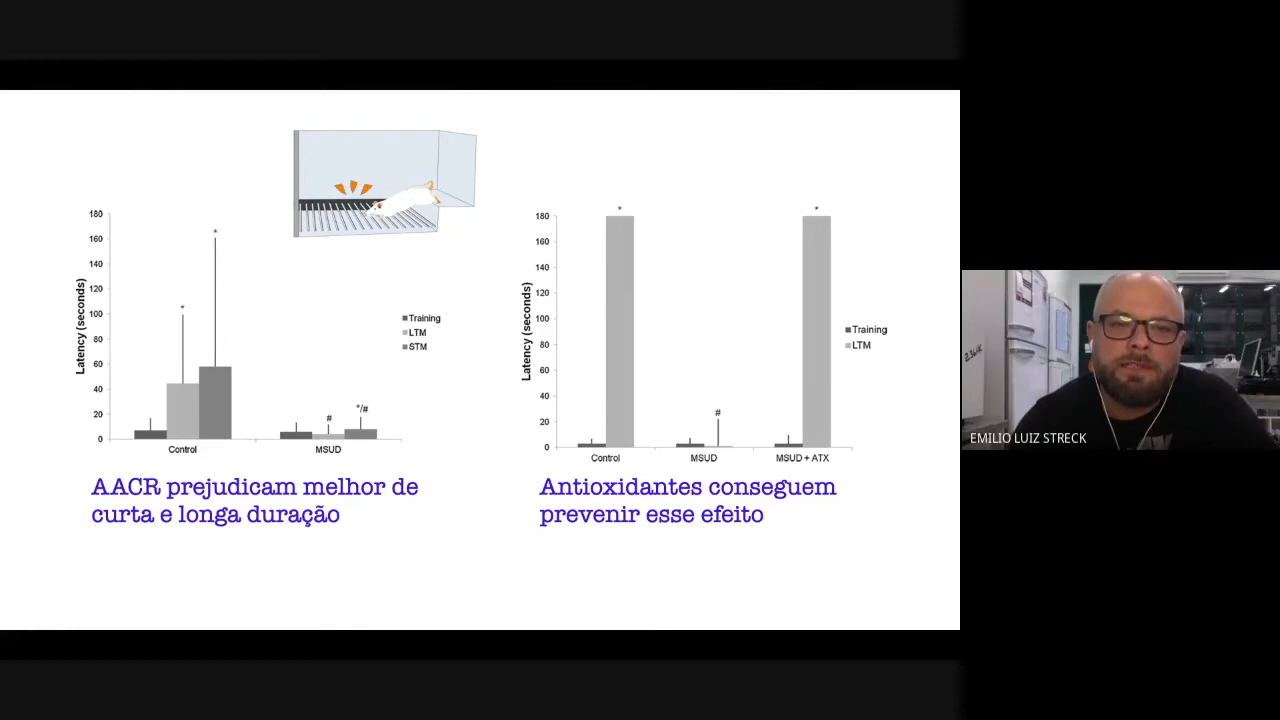 180
160
140
120
100
80
60
40
20
0
Latency (seconds)
*
*
#
*/#
Control
MSUD
Training
LTM
STM
180
160
140
120
100
80
60
40
20
0
Latency (seconds)
*
#
*
Control
MSUD
MSUD + ATX
Training
LTM
AACR prejudicam melhor de
curta e longa duração
Antioxidantes conseguem
prevenir esse efeito
EMILIO LUIZ STRECK